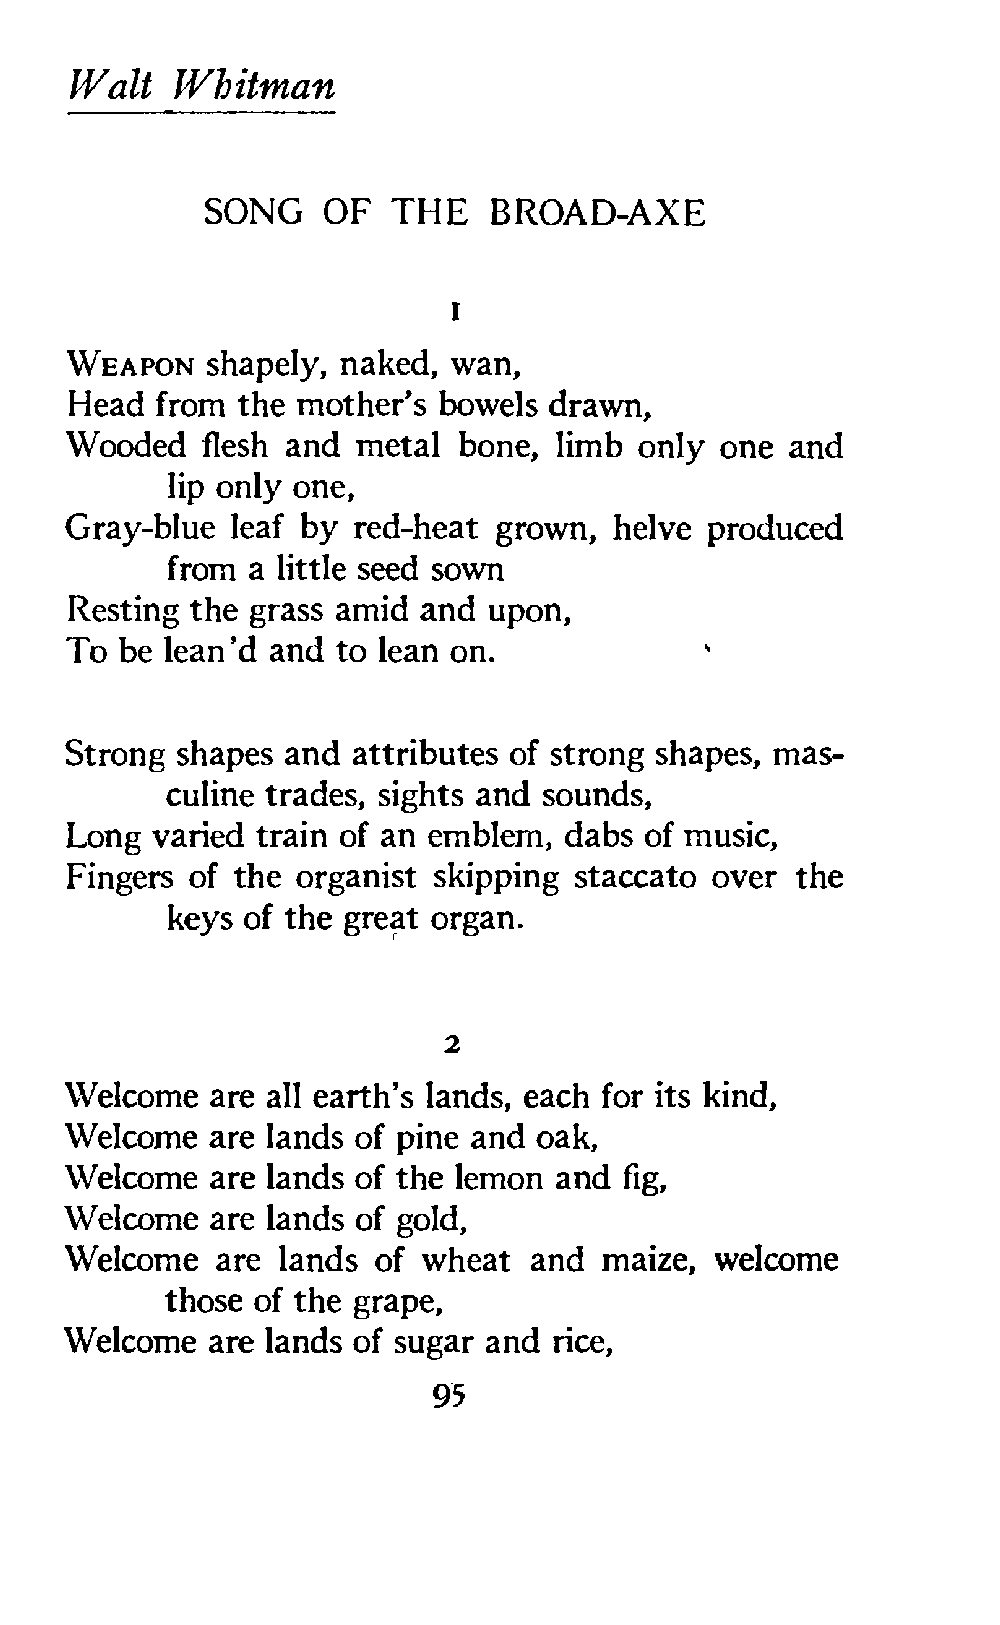 Walt Whitman
SONG OF THE BROAD-AXE
I
WEAPON shapely, naked, wan,
Head from the mother's bowels drawn,
Wooded flesh and metal bone, limb only one and
lip only one,
Gray-blue leaf by red-heat grown, helve produced
from a little seed sown
Resting the grass amid and upon,
To be lean'd and to lean on.
Strong shapes and attributes of strong shapes, mas-
culine trades, sights and sounds,
Long varied train of an emblem, dabs of music,
Fingers of the organist skipping staccato over the
keys of the great organ.
2
Welcome are all earth's lands, each for its kind,
Welcome are lands of pine and oak,
Welcome are lands of the lemon and fig,
Welcome are lands of gold,
Welcome are lands of wheat and maize, welcome
those of the grape,
Welcome are lands of sugar and rice,
95